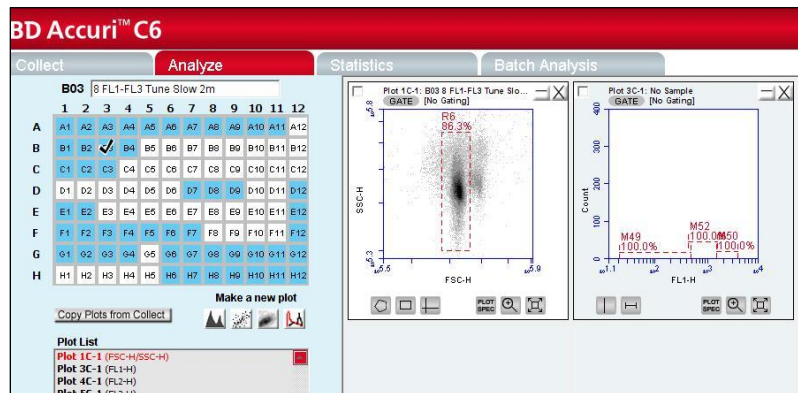 BD Accuri™ C6
Collect
Analyze
Statistics
Batch Analysis
B03 8 FL1-FL3 Tune Slow 2m
1 2 3 4 5 6 7 8 9 10 11 12
A A1 A2 A3 A4 A5 A6 A7 A8 A9 A10 A11 A12
B B1 B2 B4 B5 B6 B7 B8 B9 B10 B11 B12
C C1 C2 C3 C4 C5 C6 C7 C8 C9 C10 C11 C12
D D1 D2 D3 D4 D5 D6 D7 D8 D9 D10 D11 D12
E E1 E2 E3 E4 E5 E6 E7 E8 E9 E10 E11 E12
F F1 F2 F3 F4 F5 F6 F7 F8 F9 F10 F11 F12
G G1 G2 G3 G4 G5 G6 G7 G8 G9 G10 G11 G12
H H1 H2 H3 H4 H5 H6 H7 H8 H9 H10 H11 H12
Make a new plot
Copy Plots from Collect
Plot List
Plot 1C-1 (FSC-H/SSC-H)
Plot 3C-1 (FL1-H)
Plot 4C-1 (FL2-H)
Plot 1C-1: B03 8 FL1-FL3 Tune Slo...
GATE [No Gating]
R6
86.3%
SSC-H
FSC-H
PLOT SPEC
Plot 3C-1: No Sample
GATE [No Gating]
400
300
200
100
0
Count
M49
100.0%
M52
100.0%
M50
100.0%
FL1-H
PLOT SPEC